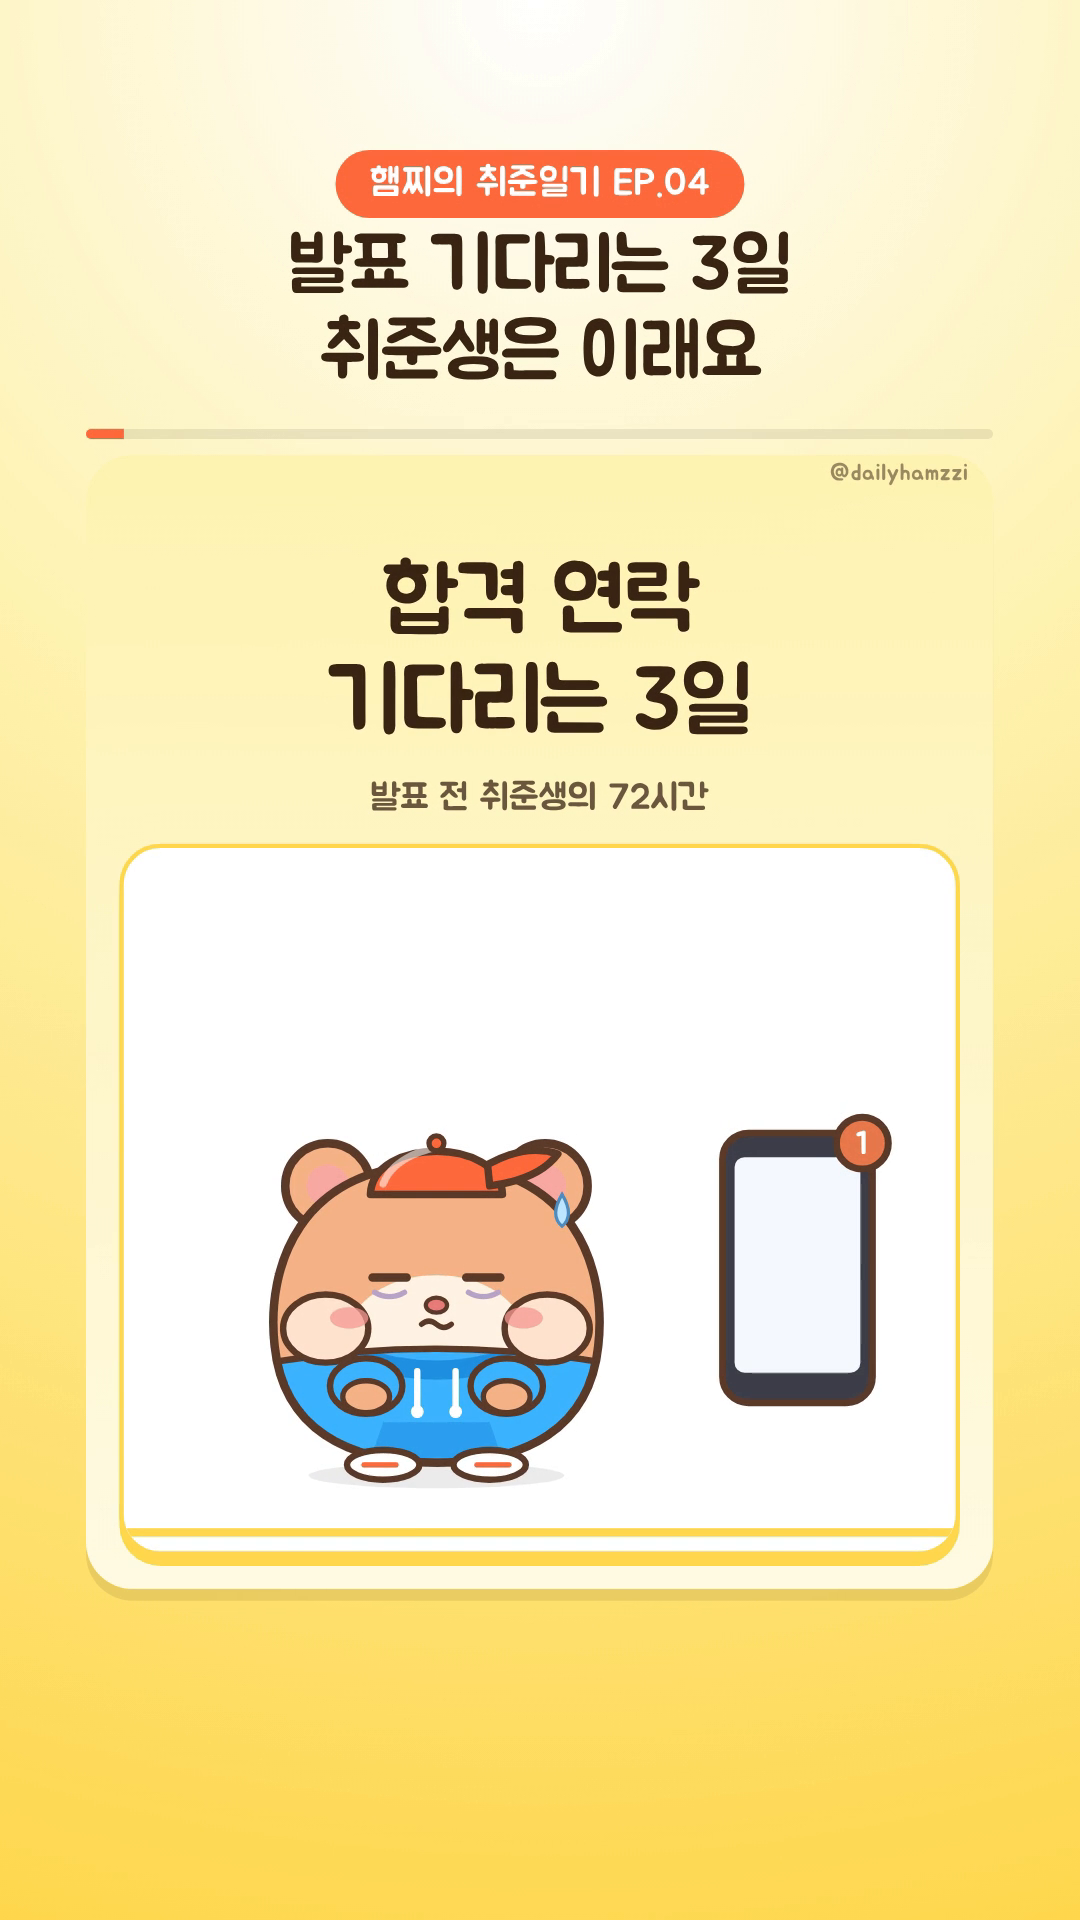 햄찌의 취준일기 EP.04
발표 기다리는 3일
취준생은 이래요
@dailyhamzzi
합격 연락
기다리는 3일
발표 전 취준생의 72시간
1